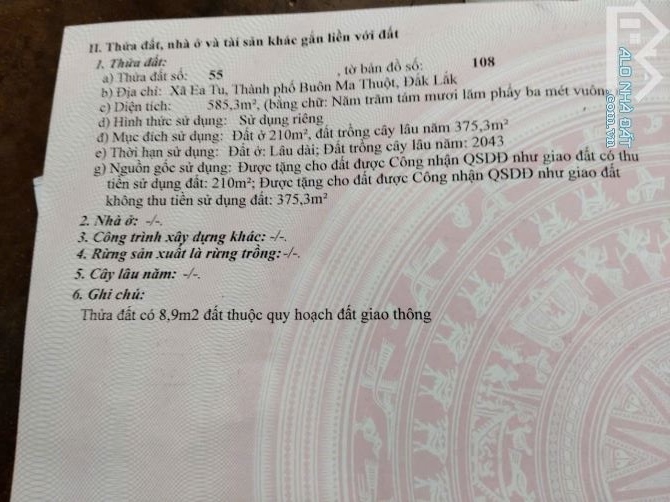 II. Thửa đất, nhà ở và tài sản khác gắn liền với đất
1. Thửa đất:
a) Thửa đất số: 55 , tờ bản đồ số: 108
b) Địa chỉ: Xã Ea Tu, Thành phố Buôn Ma Thuột, Đắk Lắk
c) Diện tích: 585,3m², (bằng chữ: Năm trăm tám mươi lăm phẩy ba mét vuông
d) Hình thức sử dụng: Sử dụng riêng
đ) Mục đích sử dụng: Đất ở 210m², đất trồng cây lâu năm 375,3m²
e) Thời hạn sử dụng: Đất ở: Lâu dài; Đất trồng cây lâu năm: 2043
g) Nguồn gốc sử dụng: Được tặng cho đất được Công nhận QSDĐ như giao đất có thu
tiền sử dụng đất: 210m²; Được tặng cho đất được Công nhận QSDĐ như giao đất
không thu tiền sử dụng đất: 375,3m²
2. Nhà ở: -/-.
3. Công trình xây dựng khác: -/-.
4. Rừng sản xuất là rừng trồng: -/-.
5. Cây lâu năm: -/-.
6. Ghi chú:
Thửa đất có 8,9m2 đất thuộc quy hoạch đất giao thông
ALO NHÀ ĐẤT
.com.vn